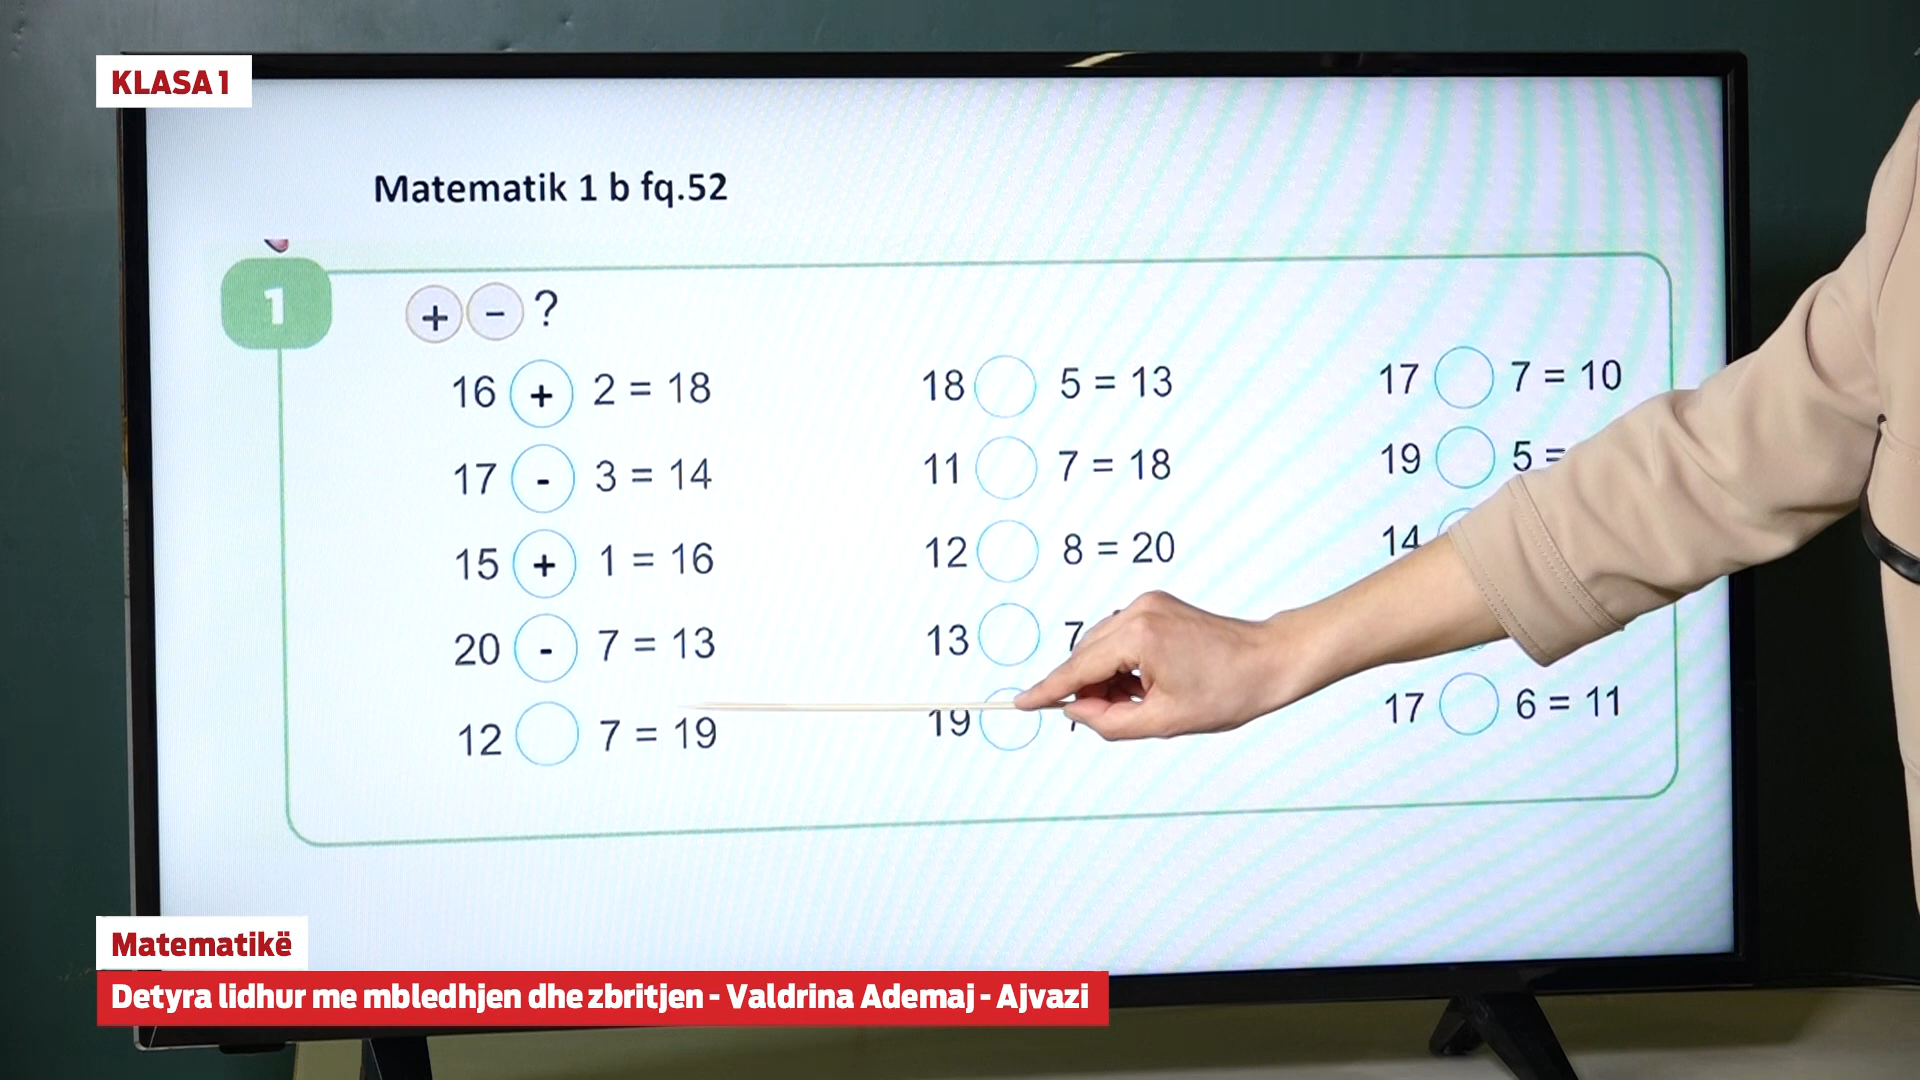 KLASA 1
Matematik 1 b fq.52
1
+ - ?
16 + 2 = 18
17 - 3 = 14
15 + 1 = 16
20 - 7 = 13
12 7 = 19
18 5 = 13
11 7 = 18
12 8 = 20
13 7
19
17 7 = 10
19 5 =
14
17 6 = 11
Matematikë
Detyra lidhur me mbledhjen dhe zbritjen - Valdrina Ademaj - Ajvazi